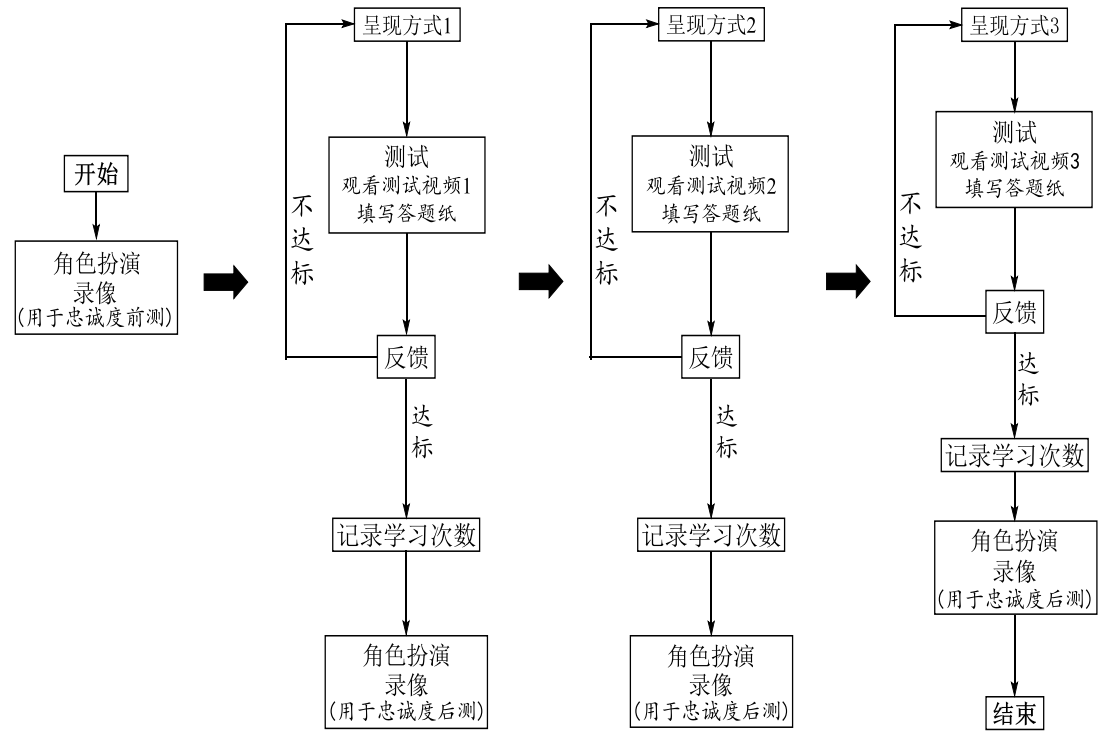 开始
角色扮演
录像
(用于忠诚度前测)
呈现方式1
测试
观看测试视频1
填写答题纸
不达标
反馈
达标
记录学习次数
角色扮演
录像
(用于忠诚度后测)
呈现方式2
测试
观看测试视频2
填写答题纸
不达标
反馈
达标
记录学习次数
角色扮演
录像
(用于忠诚度后测)
呈现方式3
测试
观看测试视频3
填写答题纸
不达标
反馈
达标
记录学习次数
角色扮演
录像
(用于忠诚度后测)
结束